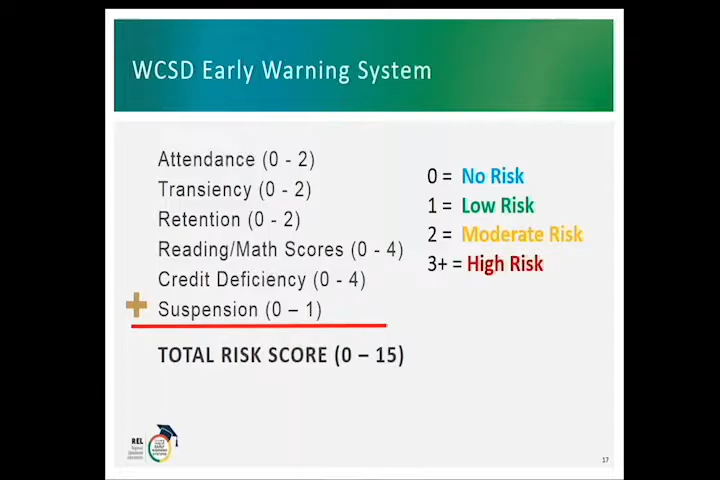 WCSD Early Warning System
Attendance (0 - 2)
Transiency (0 - 2)
Retention (0 - 2)
Reading/Math Scores (0 - 4)
Credit Deficiency (0 - 4)
Suspension (0 – 1)
TOTAL RISK SCORE (0 – 15)
0 = No Risk
1 = Low Risk
2 = Moderate Risk
3+ = High Risk
REL
17